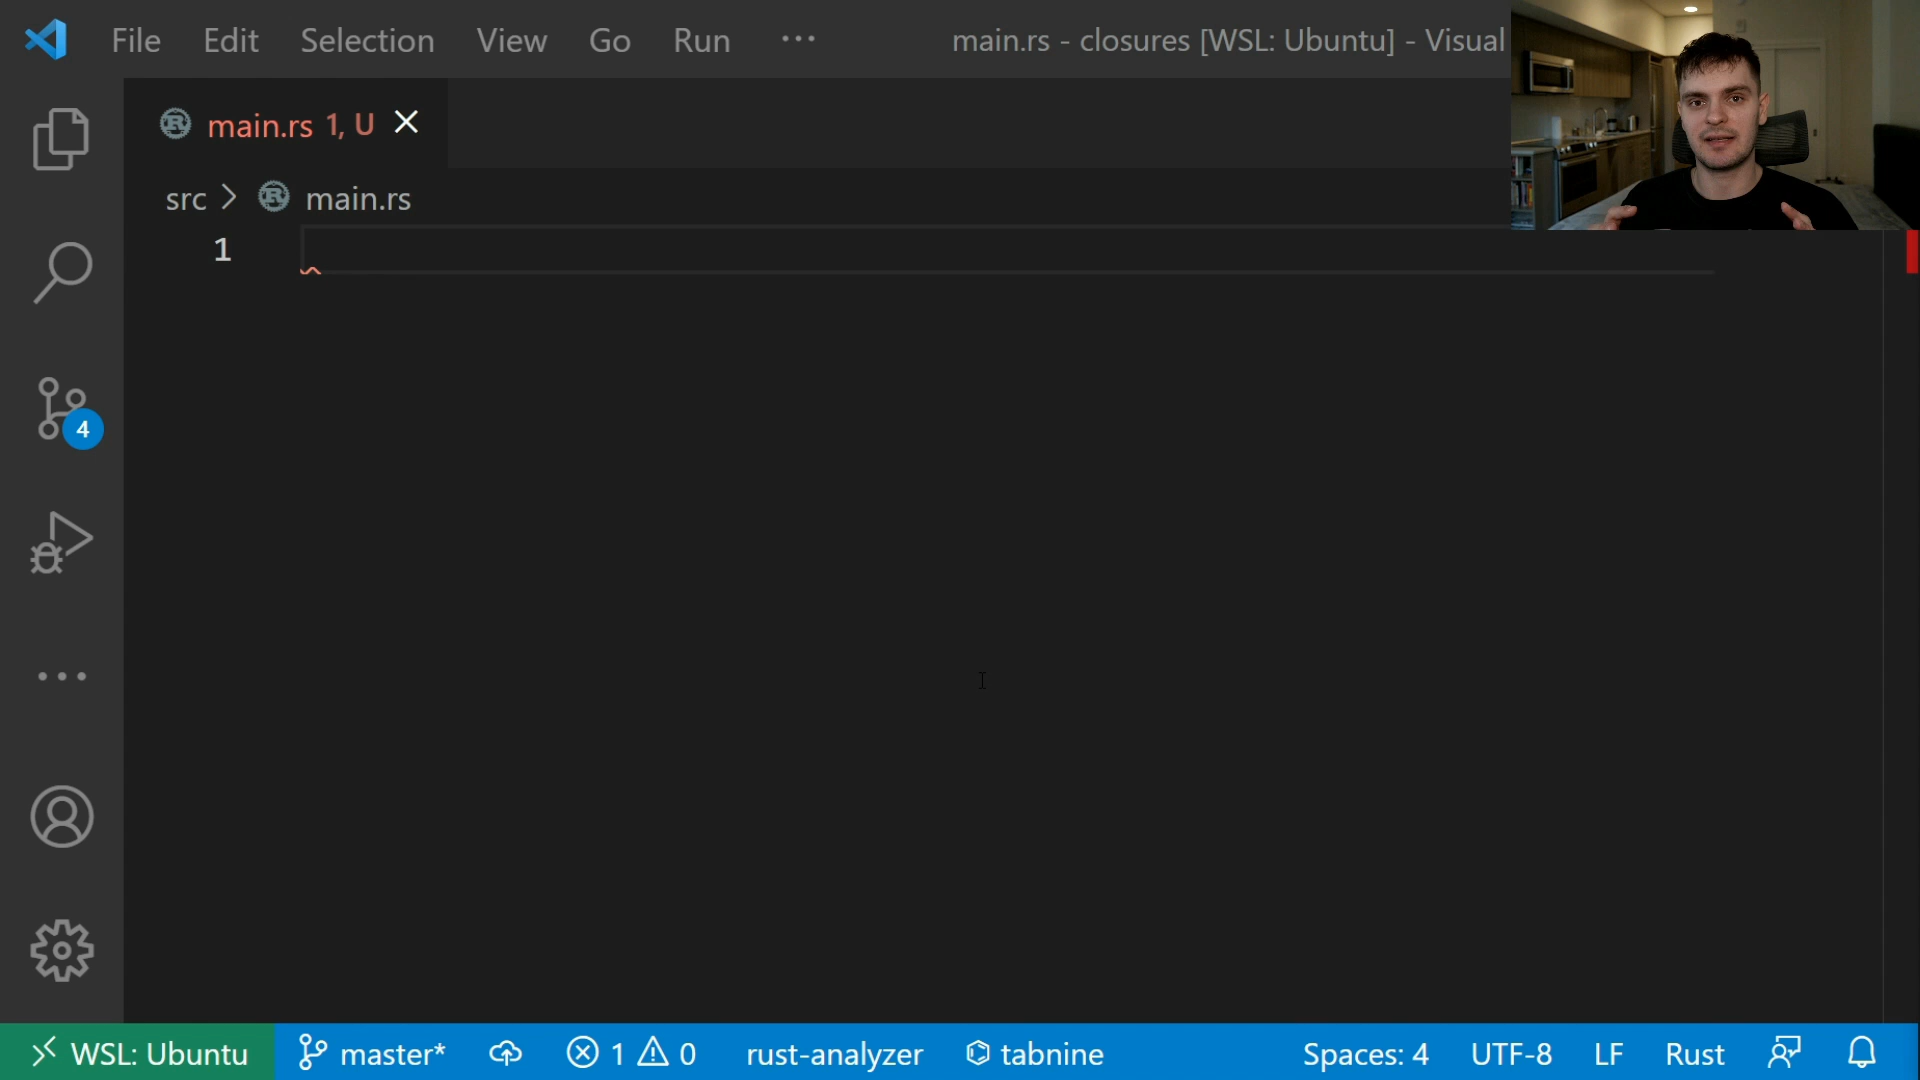 File Edit Selection View Go Run ··· main.rs - closures [WSL: Ubuntu] - Visual
main.rs 1, U
src > main.rs
1
4
WSL: Ubuntu master* 1 0 rust-analyzer tabnine Spaces: 4 UTF-8 LF Rust